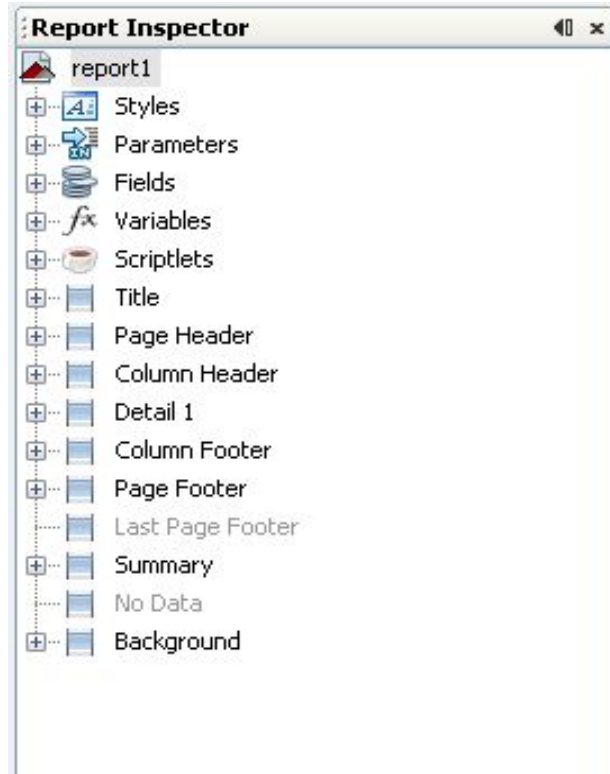 Report Inspector
report1
Styles
Parameters
Fields
Variables
Scriptlets
Title
Page Header
Column Header
Detail 1
Column Footer
Page Footer
Last Page Footer
Summary
No Data
Background